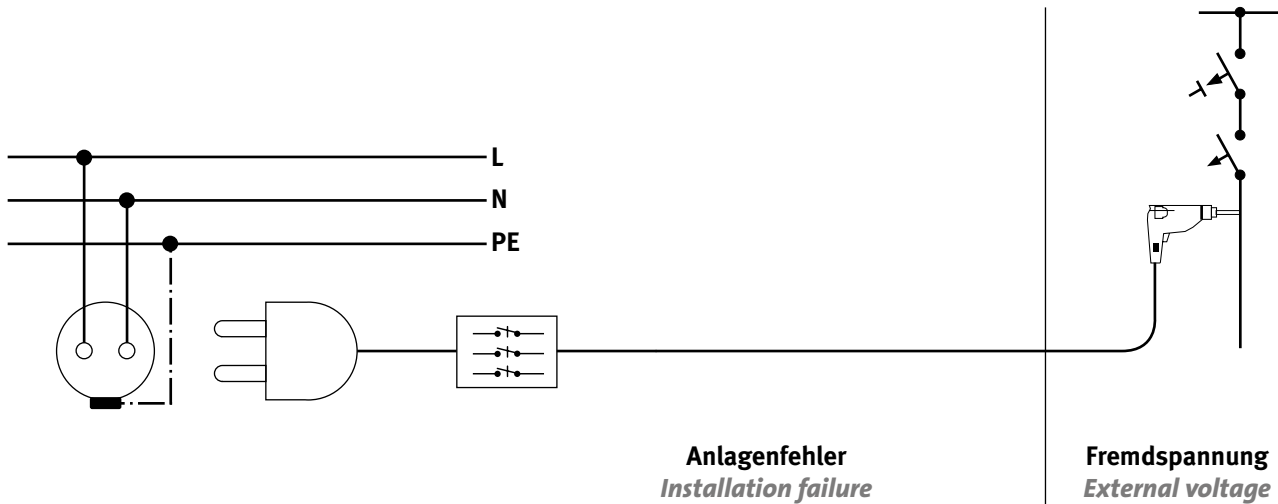 L
N
PE
Anlagenfehler
Installation failure
Fremdspannung
External voltage